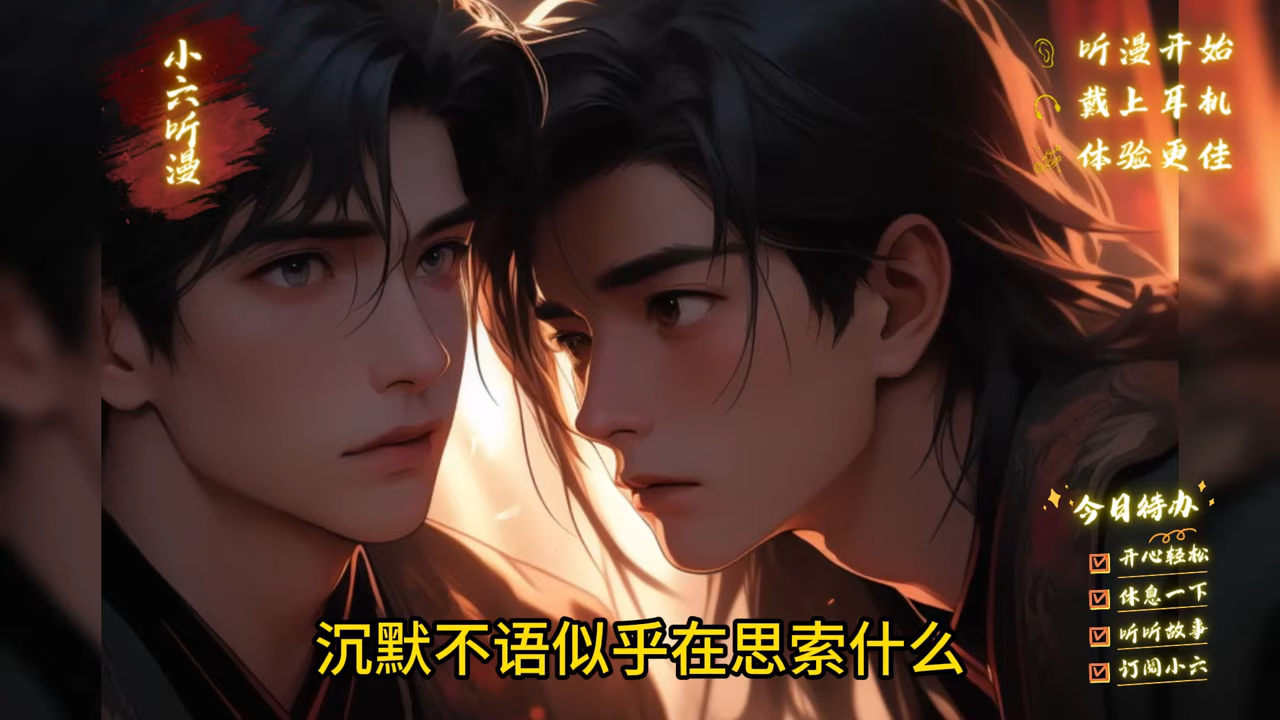 小六听漫
听漫开始
戴上耳机
体验更佳
今日待办
开心轻松
休息一下
听听故事
订阅小六
沉默不语似乎在思索什么